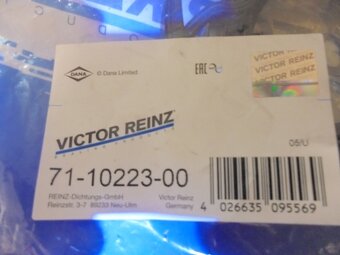 DANA
© Dana Limited.
EAC
VICTOR REINZ
VICTOR REINZ
VICTOR REINZ
VICTOR REINZ
06/U
71-10223-00
REINZ-Dichtungs-GmbH
Reinzstr. 3-7 89233 Neu-Ulm
Victor Reinz
Germany
4 026635 095569